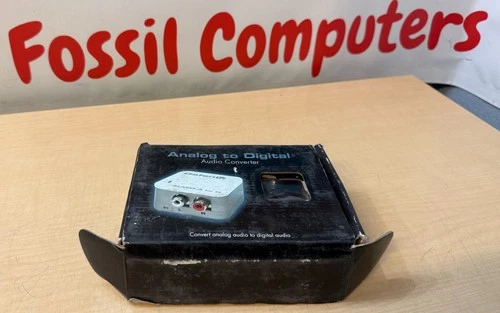 Fossil Computers
Analog to Digital
Audio Converter
R
Convert analog audio to digital audio